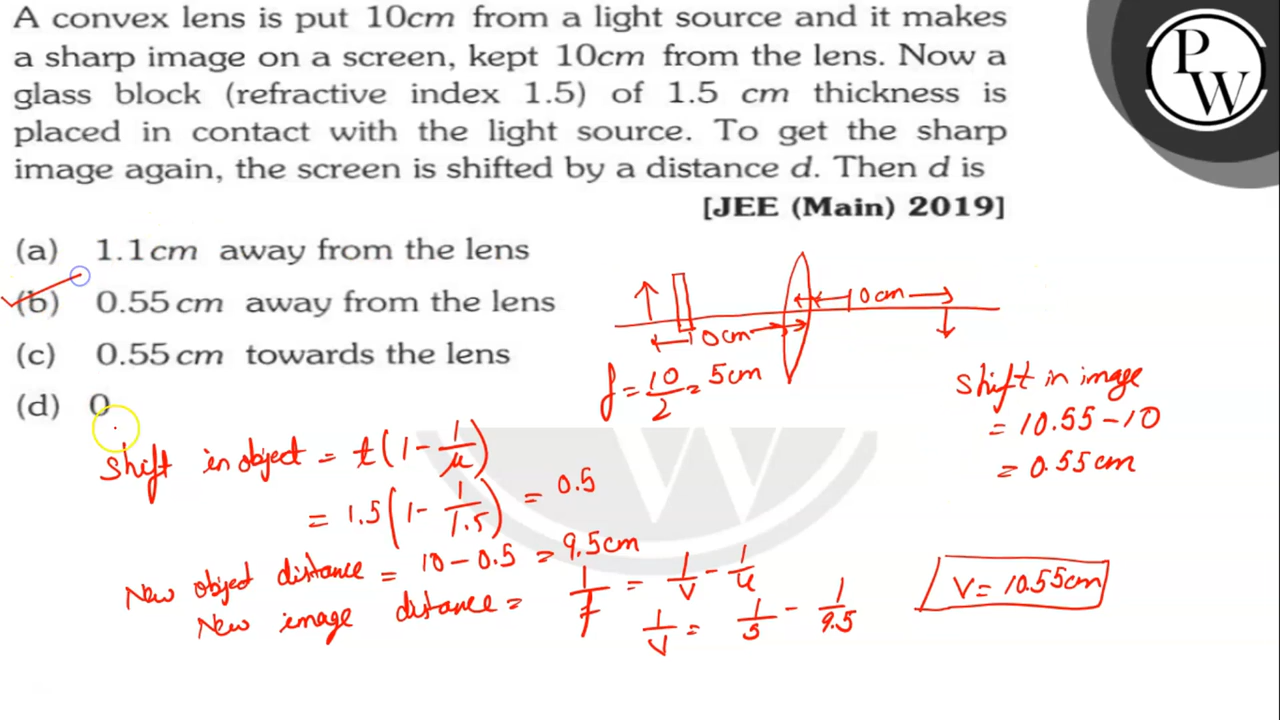 A convex lens is put 10cm from a light source and it makes
a sharp image on a screen, kept 10cm from the lens. Now a
glass block (refractive index 1.5) of 1.5 cm thickness is
placed in contact with the light source. To get the sharp
image again, the screen is shifted by a distance d. Then d is
[JEE (Main) 2019]
PW
(a) 1.1cm away from the lens
(b) 0.55cm away from the lens
(c) 0.55cm towards the lens
(d) 0
10cm
10cm
f = 10/2 = 5cm
Shift in image
= 10.55 - 10
= 0.55cm
Shift in object = t(1 - 1/μ)
= 1.5(1 - 1/1.5) = 0.5
New object distance = 10 - 0.5 = 9.5cm
New image distance = 1/f = 1/v - 1/u
1/v = 1/5 - 1/9.5
v = 10.55cm